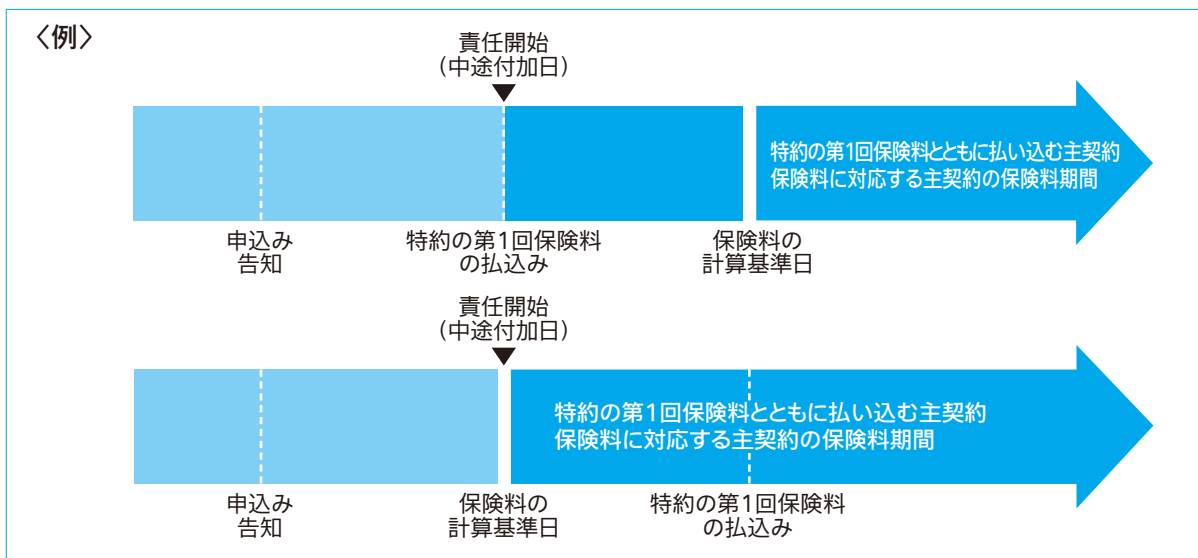 〈例〉
責任開始
（中途付加日）
特約の第1回保険料とともに払い込む主契約
保険料に対応する主契約の保険料期間
申込み
告知
特約の第1回保険料
の払込み
保険料の
計算基準日
責任開始
（中途付加日）
特約の第1回保険料とともに払い込む主契約
保険料に対応する主契約の保険料期間
申込み
告知
保険料の
計算基準日
特約の第1回保険料
の払込み